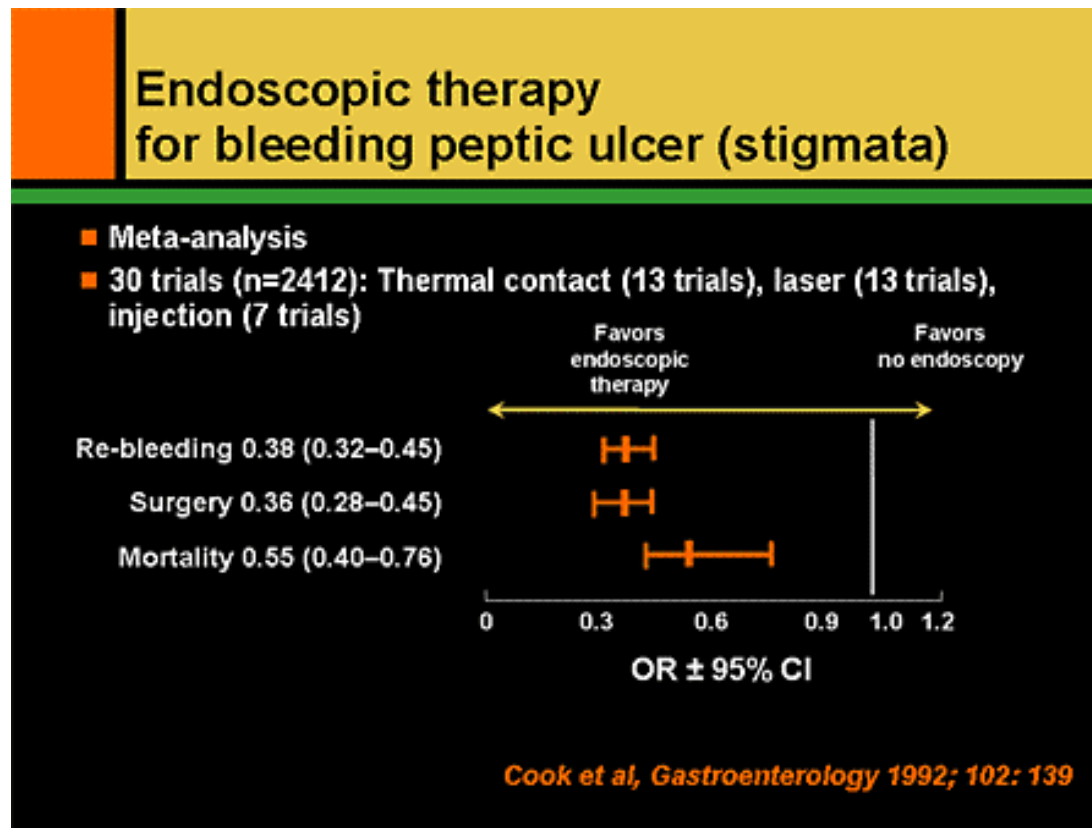 Endoscopic therapy
for bleeding peptic ulcer (stigmata)
Meta-analysis
30 trials (n=2412): Thermal contact (13 trials), laser (13 trials),
injection (7 trials)
Favors
endoscopic
therapy
Favors
no endoscopy
Re-bleeding 0.38 (0.32–0.45)
Surgery 0.36 (0.28–0.45)
Mortality 0.55 (0.40–0.76)
0 0.3 0.6 0.9 1.0 1.2
OR ± 95% CI
Cook et al, Gastroenterology 1992; 102: 139